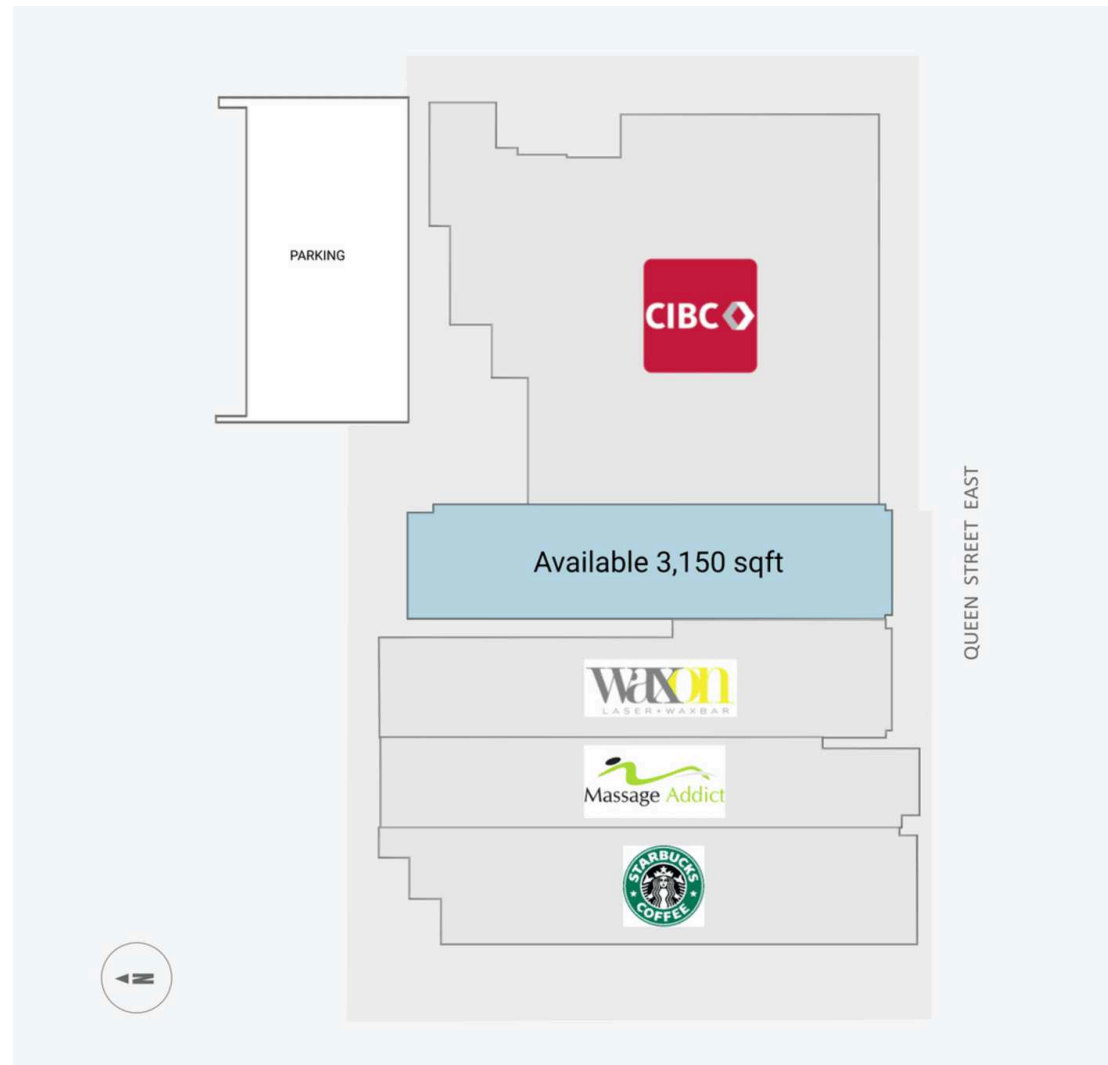 PARKING
CIBC
QUEEN STREET EAST
Available 3,150 sqft
waxon
LASER+WAXBAR
Massage Addict
STARBUCKS
COFFEE
N